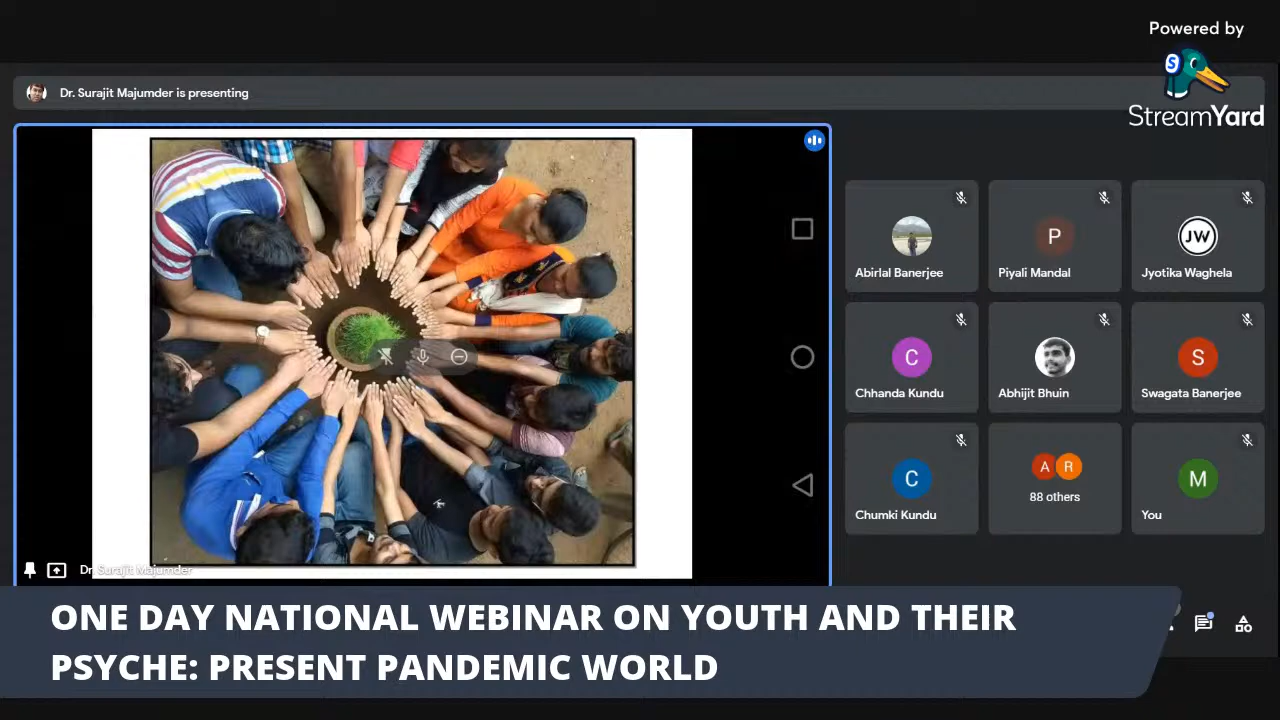 Powered by
StreamYard
Dr. Surajit Majumder is presenting
Abirlal Banerjee
P
Piyali Mandal
JW
Jyotika Waghela
C
Chhanda Kundu
Abhijit Bhuin
S
Swagata Banerjee
C
Chumki Kundu
A R
88 others
M
You
Dr. Surajit Majumder
ONE DAY NATIONAL WEBINAR ON YOUTH AND THEIR
PSYCHE: PRESENT PANDEMIC WORLD